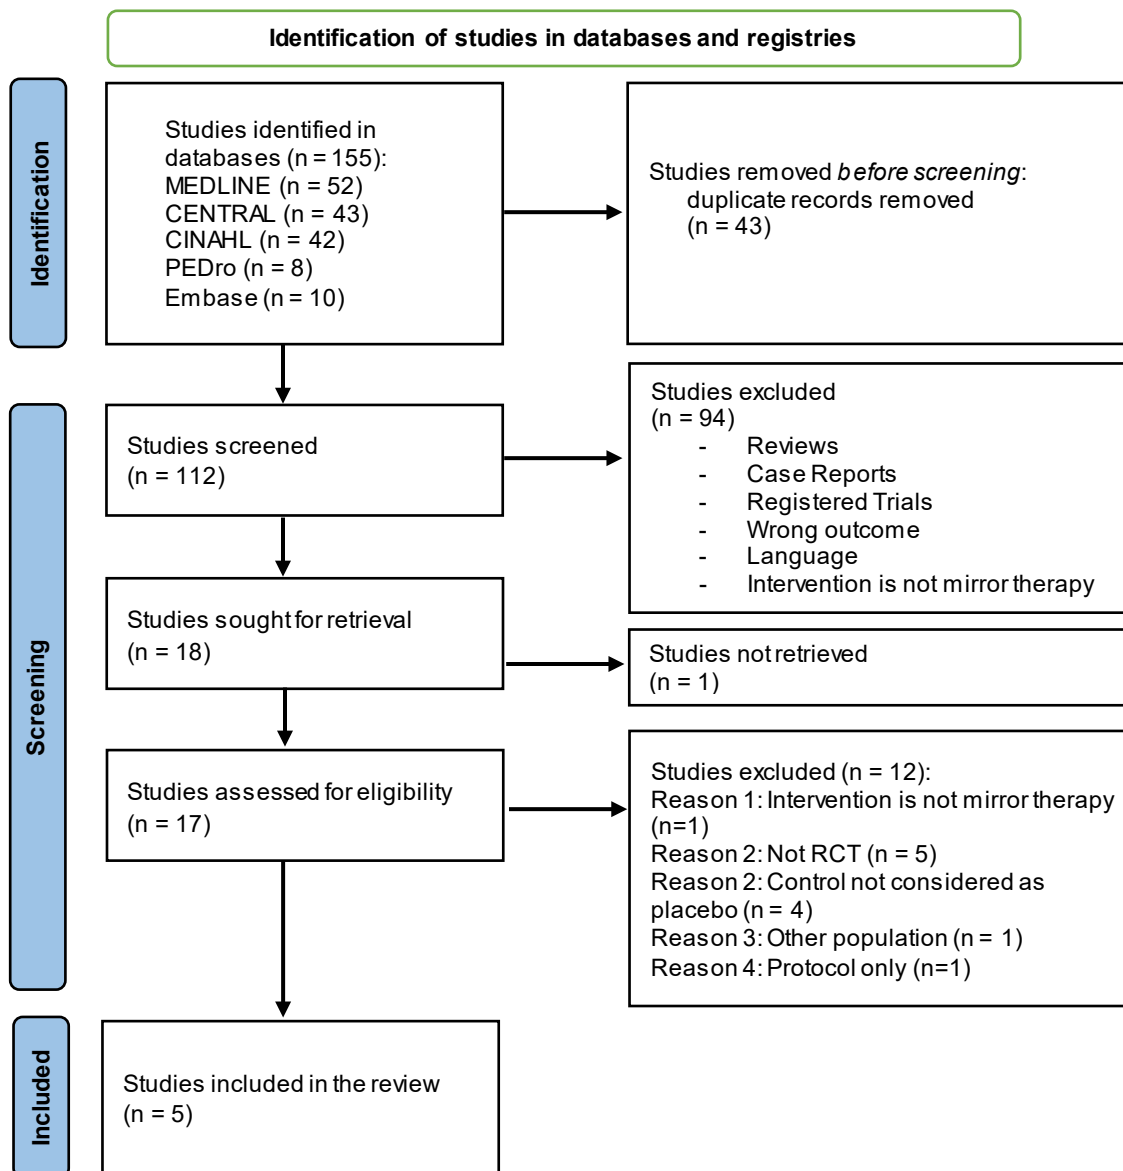 Identification of studies in databases and registries
Identification
Studies identified in
databases (n = 155):
MEDLINE (n = 52)
CENTRAL (n = 43)
CINAHL (n = 42)
PEDro (n = 8)
Embase (n = 10)
Studies removed before screening:
duplicate records removed
(n = 43)
Screening
Studies screened
(n = 112)
Studies excluded
(n = 94)
- Reviews
- Case Reports
- Registered Trials
- Wrong outcome
- Language
- Intervention is not mirror therapy
Studies sought for retrieval
(n = 18)
Studies not retrieved
(n = 1)
Studies assessed for eligibility
(n = 17)
Studies excluded (n = 12):
Reason 1: Intervention is not mirror therapy
(n=1)
Reason 2: Not RCT (n = 5)
Reason 2: Control not considered as
placebo (n = 4)
Reason 3: Other population (n = 1)
Reason 4: Protocol only (n=1)
Included
Studies included in the review
(n = 5)